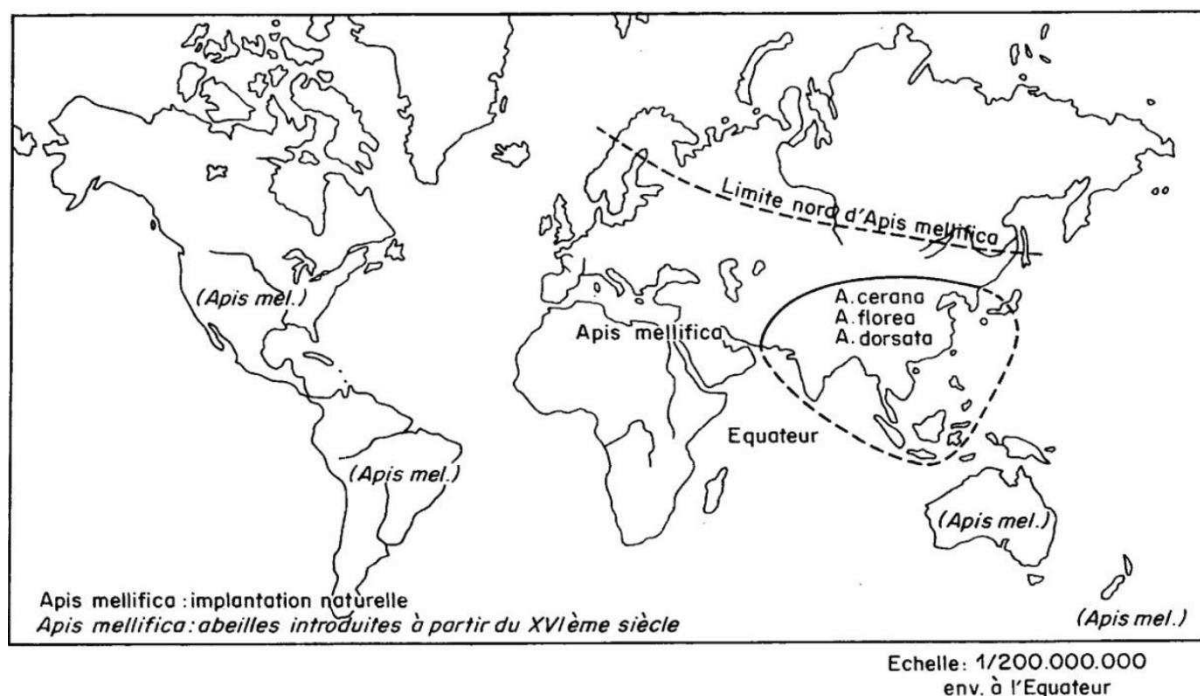 Limite nord d'Apis mellifica
(Apis mel.)
A. cerana
A. florea
A. dorsata
Apis mellifica
Equateur
(Apis mel.)
(Apis mel.)
Apis mellifica : implantation naturelle
Apis mellifica : abeilles introduites à partir du XVIème siècle
(Apis mel.)
Echelle: 1/200.000.000
env. à l'Equateur